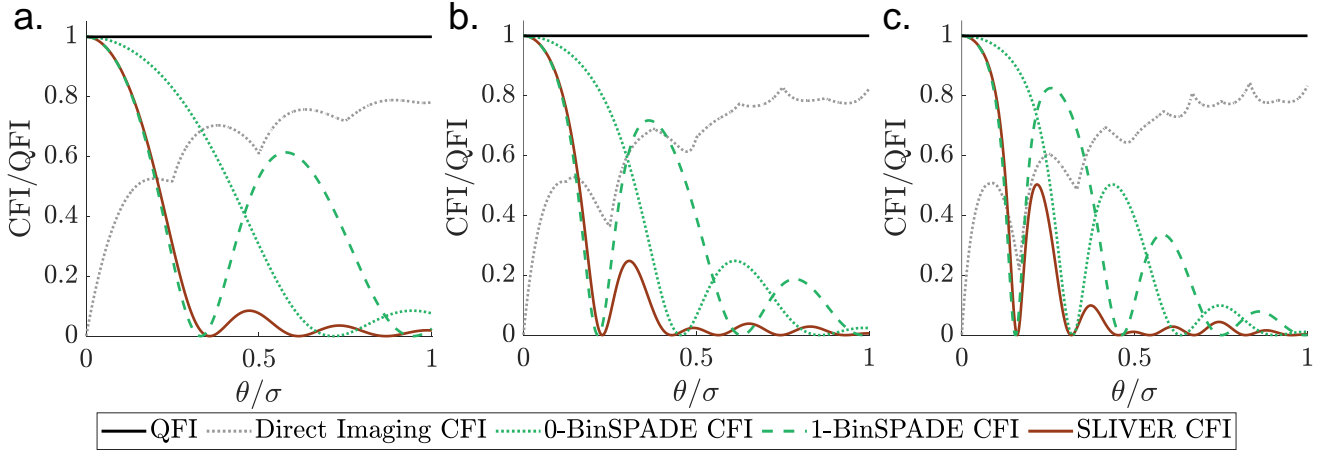 a.
CFI/QFI
1
0.8
0.6
0.4
0.2
0
0
0.5
1
θ/σ
b.
CFI/QFI
1
0.8
0.6
0.4
0.2
0
0
0.5
1
θ/σ
c.
CFI/QFI
1
0.8
0.6
0.4
0.2
0
0
0.5
1
θ/σ
QFI Direct Imaging CFI 0-BinSPADE CFI 1-BinSPADE CFI SLIVER CFI